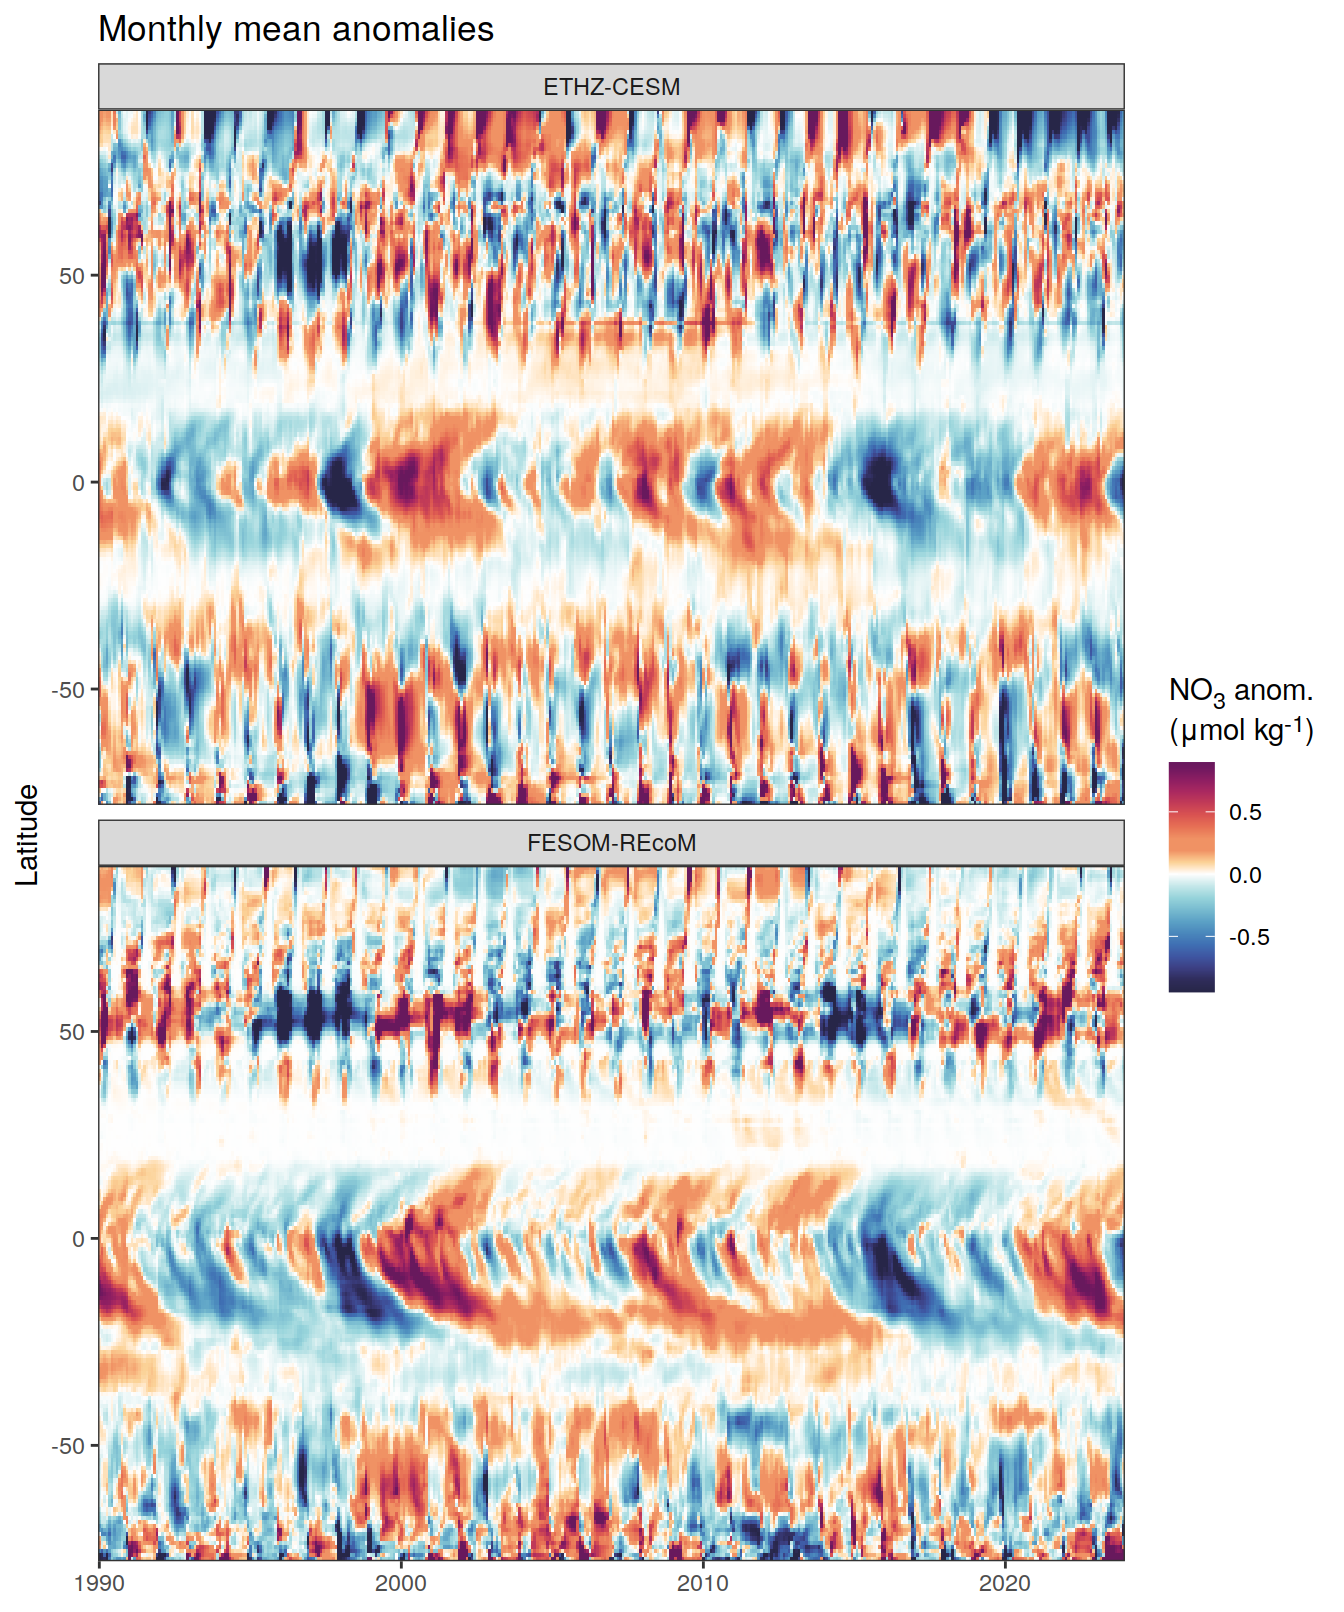 Monthly mean anomalies
ETHZ-CESM
50
0
-50
Latitude
FESOM-REcoM
50
0
-50
1990
2000
2010
2020
NO3 anom.
(μmol kg-1)
0.5
0.0
-0.5